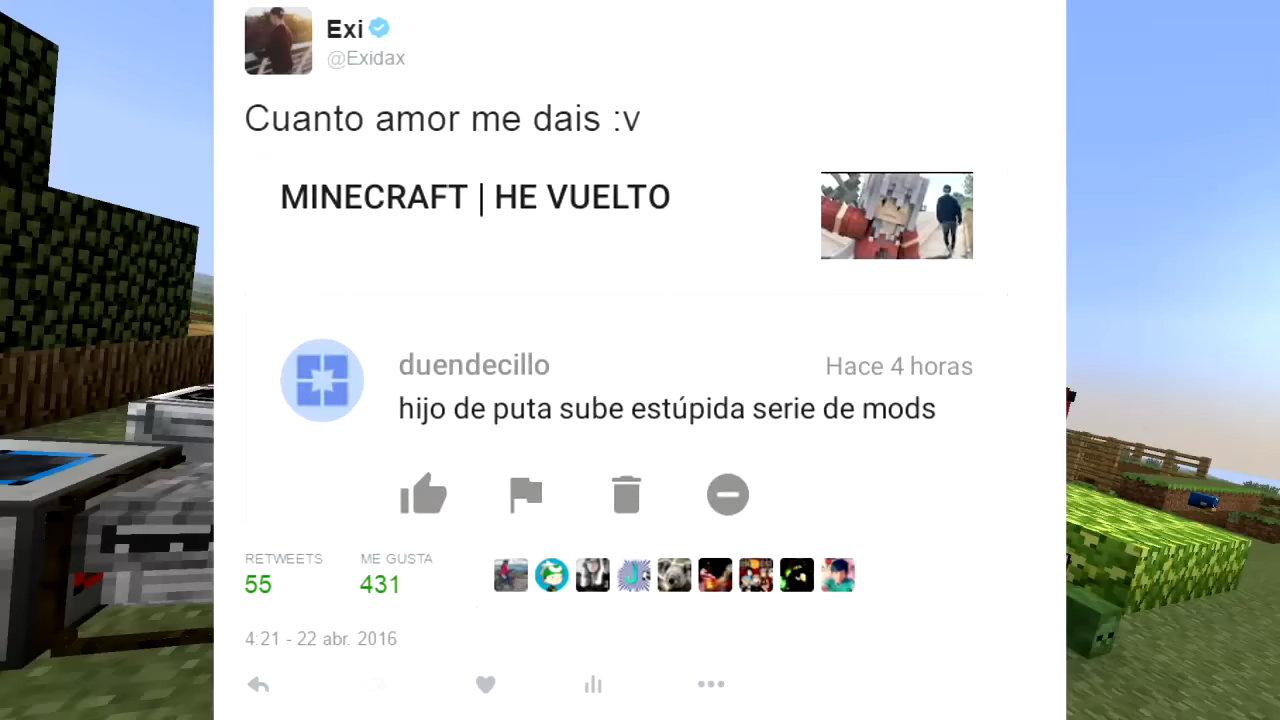 Exi
@Exidax
Cuanto amor me dais :v
MINECRAFT | HE VUELTO
duendecillo
Hace 4 horas
hijo de puta sube estúpida serie de mods
RETWEETS
ME GUSTA
55
431
J
4:21 - 22 abr. 2016